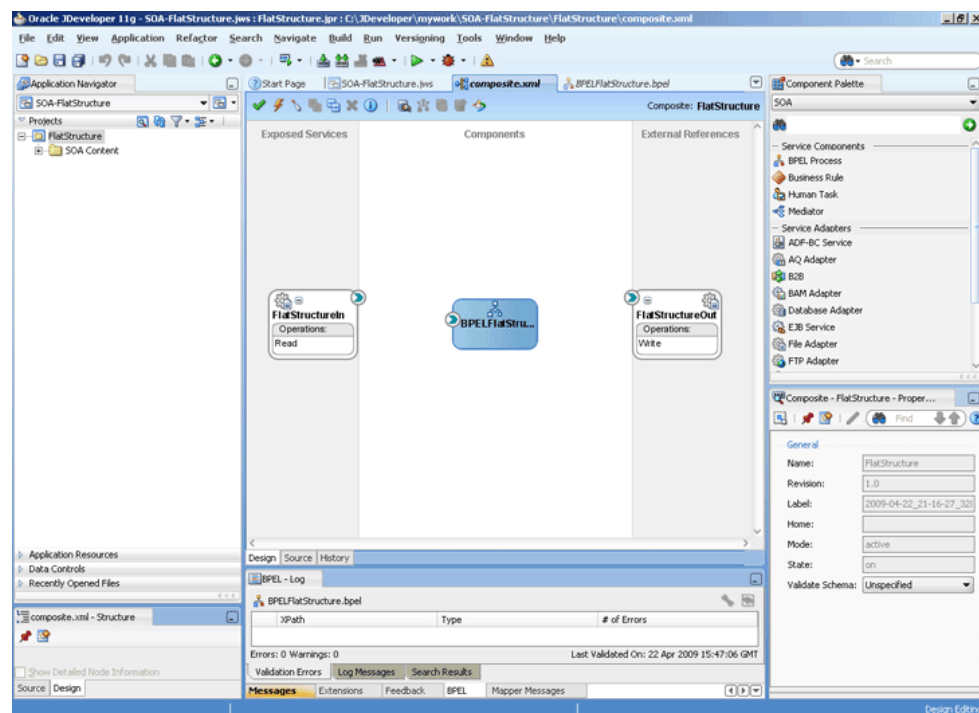 Oracle JDeveloper 11g - SOA-FlatStructure.jws : FlatStructure.jpr : C:\JDeveloper\mywork\SOA-FlatStructure\FlatStructure\composite.xml
File Edit View Application Refactor Search Navigate Build Run Versioning Tools Window Help
Search
Application Navigator
SOA-FlatStructure
Projects
FlatStructure
SOA Content
Application Resources
Data Controls
Recently Opened Files
composite.xml - Structure
Show Detailed Node Information
Source Design
Start Page SOA-FlatStructure.jws composite.xml BPELFlatStructure.bpel
Composite: FlatStructure
Exposed Services Components External References
FlatStructureIn
Operations:
Read
BPELFlatStru...
FlatStructureOut
Operations:
Write
Design Source History
BPEL - Log
BPELFlatStructure.bpel
XPath Type # of Errors
Errors: 0 Warnings: 0 Last Validated On: 22 Apr 2009 15:47:06 GMT
Validation Errors Log Messages Search Results
Messages Extensions Feedback BPEL Mapper Messages
Component Palette
SOA
Service Components
BPEL Process
Business Rule
Human Task
Mediator
Service Adapters
ADF-BC Service
AQ Adapter
B2B
BAM Adapter
Database Adapter
EJB Service
File Adapter
FTP Adapter
Composite - FlatStructure - Proper...
Find
General
Name: FlatStructure
Revision: 1.0
Label: 2009-04-22_21-16-27_328
Home:
Mode: active
State: on
Validate Schema: Unspecified
Design Editin